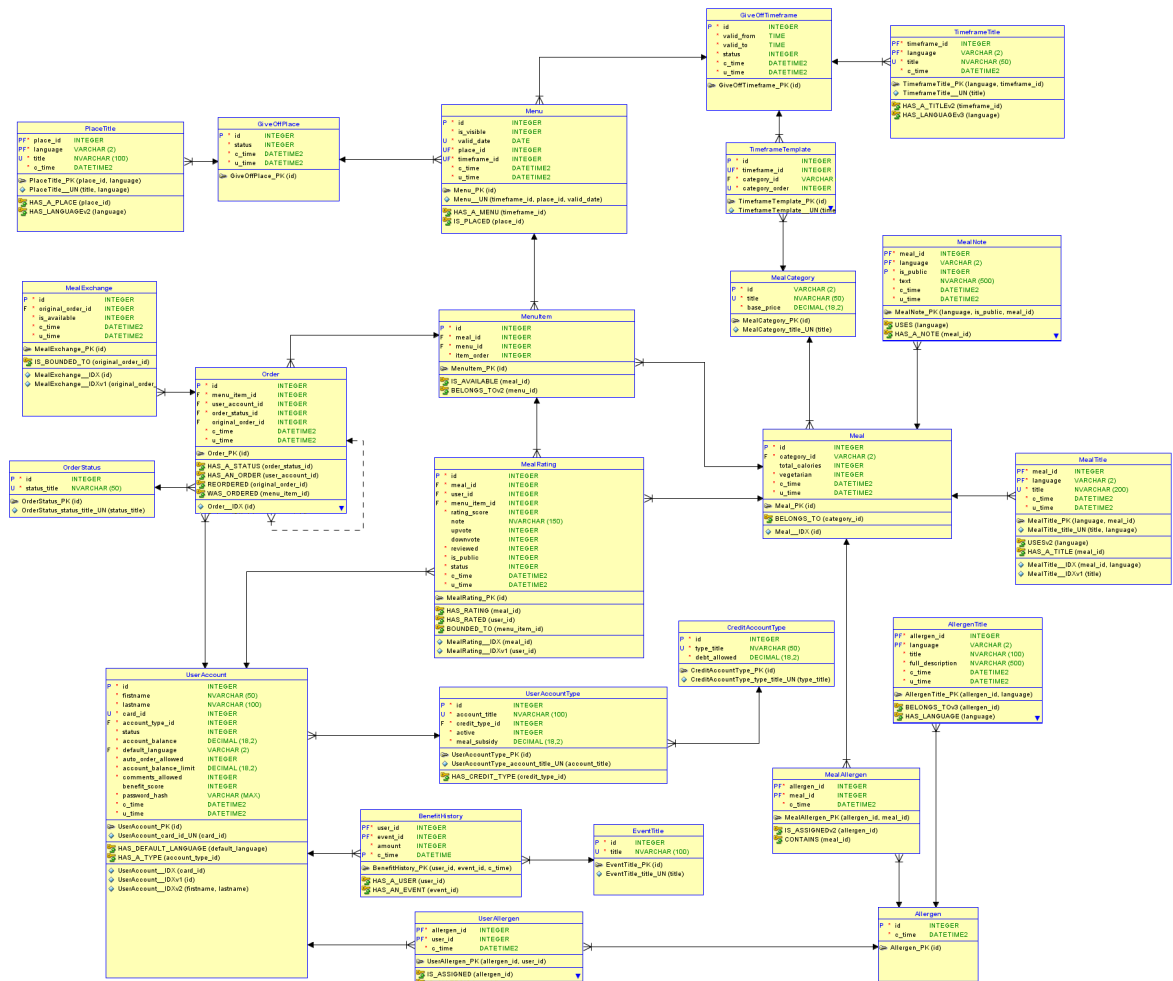 GiveOffTimeframe
P * id INTEGER
* valid_from TIME
* valid_to TIME
* status INTEGER
* c_time DATETIME2
* u_time DATETIME2
GiveOffTimeframe_PK (id)
TimeframeTitle
PF* timeframe_id INTEGER
PF* language VARCHAR (2)
U * title NVARCHAR (50)
* c_time DATETIME2
TimeframeTitle_PK (language, timeframe_id)
TimeframeTitle__UN (title)
HAS_A_TITLEv2 (timeframe_id)
HAS_LANGUAGEv3 (language)
PlaceTitle
PF* place_id INTEGER
PF* language VARCHAR (2)
U * title NVARCHAR (100)
* c_time DATETIME2
PlaceTitle_PK (place_id, language)
PlaceTitle__UN (title, language)
HAS_A_PLACE (place_id)
HAS_LANGUAGEv2 (language)
GiveOffPlace
P * id INTEGER
* status INTEGER
* c_time DATETIME2
* u_time DATETIME2
GiveOffPlace_PK (id)
Menu
P * id INTEGER
* is_visible INTEGER
U * valid_date DATE
UF* place_id INTEGER
UF* timeframe_id INTEGER
* c_time DATETIME2
* u_time DATETIME2
Menu_PK (id)
Menu__UN (timeframe_id, place_id, valid_date)
HAS_A_MENU (timeframe_id)
IS_PLACED (place_id)
TimeframeTemplate
P * id INTEGER
UF* timeframe_id INTEGER
F * category_id VARCHAR
U * category_order INTEGER
TimeframeTemplate_PK (id)
TimeframeTemplate__UN (time
MealNote
PF* meal_id INTEGER
PF* language VARCHAR (2)
P * is_public INTEGER
* text NVARCHAR (500)
* c_time DATETIME2
* u_time DATETIME2
MealNote_PK (language, is_public, meal_id)
USES (language)
HAS_A_NOTE (meal_id)
MealCategory
P * id VARCHAR (2)
U * title NVARCHAR (50)
* base_price DECIMAL (18,2)
MealCategory_PK (id)
MealCategory_title_UN (title)
MealExchange
P * id INTEGER
F * original_order_id INTEGER
* is_available INTEGER
* c_time DATETIME2
* u_time DATETIME2
MealExchange_PK (id)
IS_BOUNDED_TO (original_order_id)
MealExchange__IDX (id)
MealExchange__IDXv1 (original_order
MenuItem
P * id INTEGER
F * meal_id INTEGER
F * menu_id INTEGER
* item_order INTEGER
MenuItem_PK (id)
IS_AVAILABLE (meal_id)
BELONGS_TOv2 (menu_id)
Order
P * id INTEGER
F * menu_item_id INTEGER
F * user_account_id INTEGER
F * order_status_id INTEGER
F original_order_id INTEGER
* c_time DATETIME2
* u_time DATETIME2
Order_PK (id)
HAS_A_STATUS (order_status_id)
HAS_AN_ORDER (user_account_id)
REORDERED (original_order_id)
WAS_ORDERED (menu_item_id)
Order__IDX (id)
OrderStatus
P * id INTEGER
U * status_title NVARCHAR (50)
OrderStatus_PK (id)
OrderStatus_status_title_UN (status_title)
MealRating
P * id INTEGER
F * meal_id INTEGER
F * user_id INTEGER
F * menu_item_id INTEGER
* rating_score INTEGER
note NVARCHAR (150)
upvote INTEGER
downvote INTEGER
* reviewed INTEGER
* is_public INTEGER
* status INTEGER
* c_time DATETIME2
* u_time DATETIME2
MealRating_PK (id)
HAS_RATING (meal_id)
HAS_RATED (user_id)
BOUNDED_TO (menu_item_id)
MealRating__IDX (meal_id)
MealRating__IDXv1 (user_id)
Meal
P * id INTEGER
F * category_id VARCHAR (2)
total_calories INTEGER
* vegetarian INTEGER
* c_time DATETIME2
* u_time DATETIME2
Meal_PK (id)
BELONGS_TO (category_id)
Meal__IDX (id)
MealTitle
PF* meal_id INTEGER
PF* language VARCHAR (2)
U * title NVARCHAR (200)
* c_time DATETIME2
* u_time DATETIME2
MealTitle_PK (language, meal_id)
MealTitle_title_UN (title, language)
USESv2 (language)
HAS_A_TITLE (meal_id)
MealTitle__IDX (meal_id, language)
MealTitle__IDXv1 (title)
CreditAccountType
P * id INTEGER
U * type_title NVARCHAR (50)
* debt_allowed DECIMAL (18,2)
CreditAccountType_PK (id)
CreditAccountType_type_title_UN (type_title)
AllergenTitle
PF* allergen_id INTEGER
PF* language VARCHAR (2)
* title NVARCHAR (100)
* full_description NVARCHAR (500)
* c_time DATETIME2
* u_time DATETIME2
AllergenTitle_PK (allergen_id, language)
BELONGS_TOv3 (allergen_id)
HAS_LANGUAGE (language)
UserAccount
P * id INTEGER
* firstname NVARCHAR (50)
* lastname NVARCHAR (100)
U * card_id INTEGER
F * account_type_id INTEGER
* status INTEGER
* account_balance DECIMAL (18,2)
F * default_language VARCHAR (2)
* auto_order_allowed INTEGER
* account_balance_limit DECIMAL (18,2)
* comments_allowed INTEGER
benefit_score INTEGER
* password_hash VARCHAR (MAX)
* c_time DATETIME2
* u_time DATETIME2
UserAccount_PK (id)
UserAccount_card_id_UN (card_id)
HAS_DEFAULT_LANGUAGE (default_language)
HAS_A_TYPE (account_type_id)
UserAccount__IDX (card_id)
UserAccount__IDXv1 (id)
UserAccount__IDXv2 (firstname, lastname)
UserAccountType
P * id INTEGER
U * account_title NVARCHAR (100)
F * credit_type_id INTEGER
* active INTEGER
* meal_subsidy DECIMAL (18,2)
UserAccountType_PK (id)
UserAccountType_account_title_UN (account_title)
HAS_CREDIT_TYPE (credit_type_id)
MealAllergen
PF* allergen_id INTEGER
PF* meal_id INTEGER
* c_time DATETIME2
MealAllergen_PK (allergen_id, meal_id)
IS_ASSIGNEDv2 (allergen_id)
CONTAINS (meal_id)
BenefitHistory
PF* user_id INTEGER
PF* event_id INTEGER
* amount INTEGER
P * c_time DATETIME
BenefitHistory_PK (user_id, event_id, c_time)
HAS_A_USER (user_id)
HAS_AN_EVENT (event_id)
EventTitle
P * id INTEGER
U * title NVARCHAR (100)
EventTitle_PK (id)
EventTitle_title_UN (title)
UserAllergen
PF* allergen_id INTEGER
PF* user_id INTEGER
* c_time DATETIME2
UserAllergen_PK (allergen_id, user_id)
IS_ASSIGNED (allergen_id)
Allergen
P * id INTEGER
* c_time DATETIME2
Allergen_PK (id)